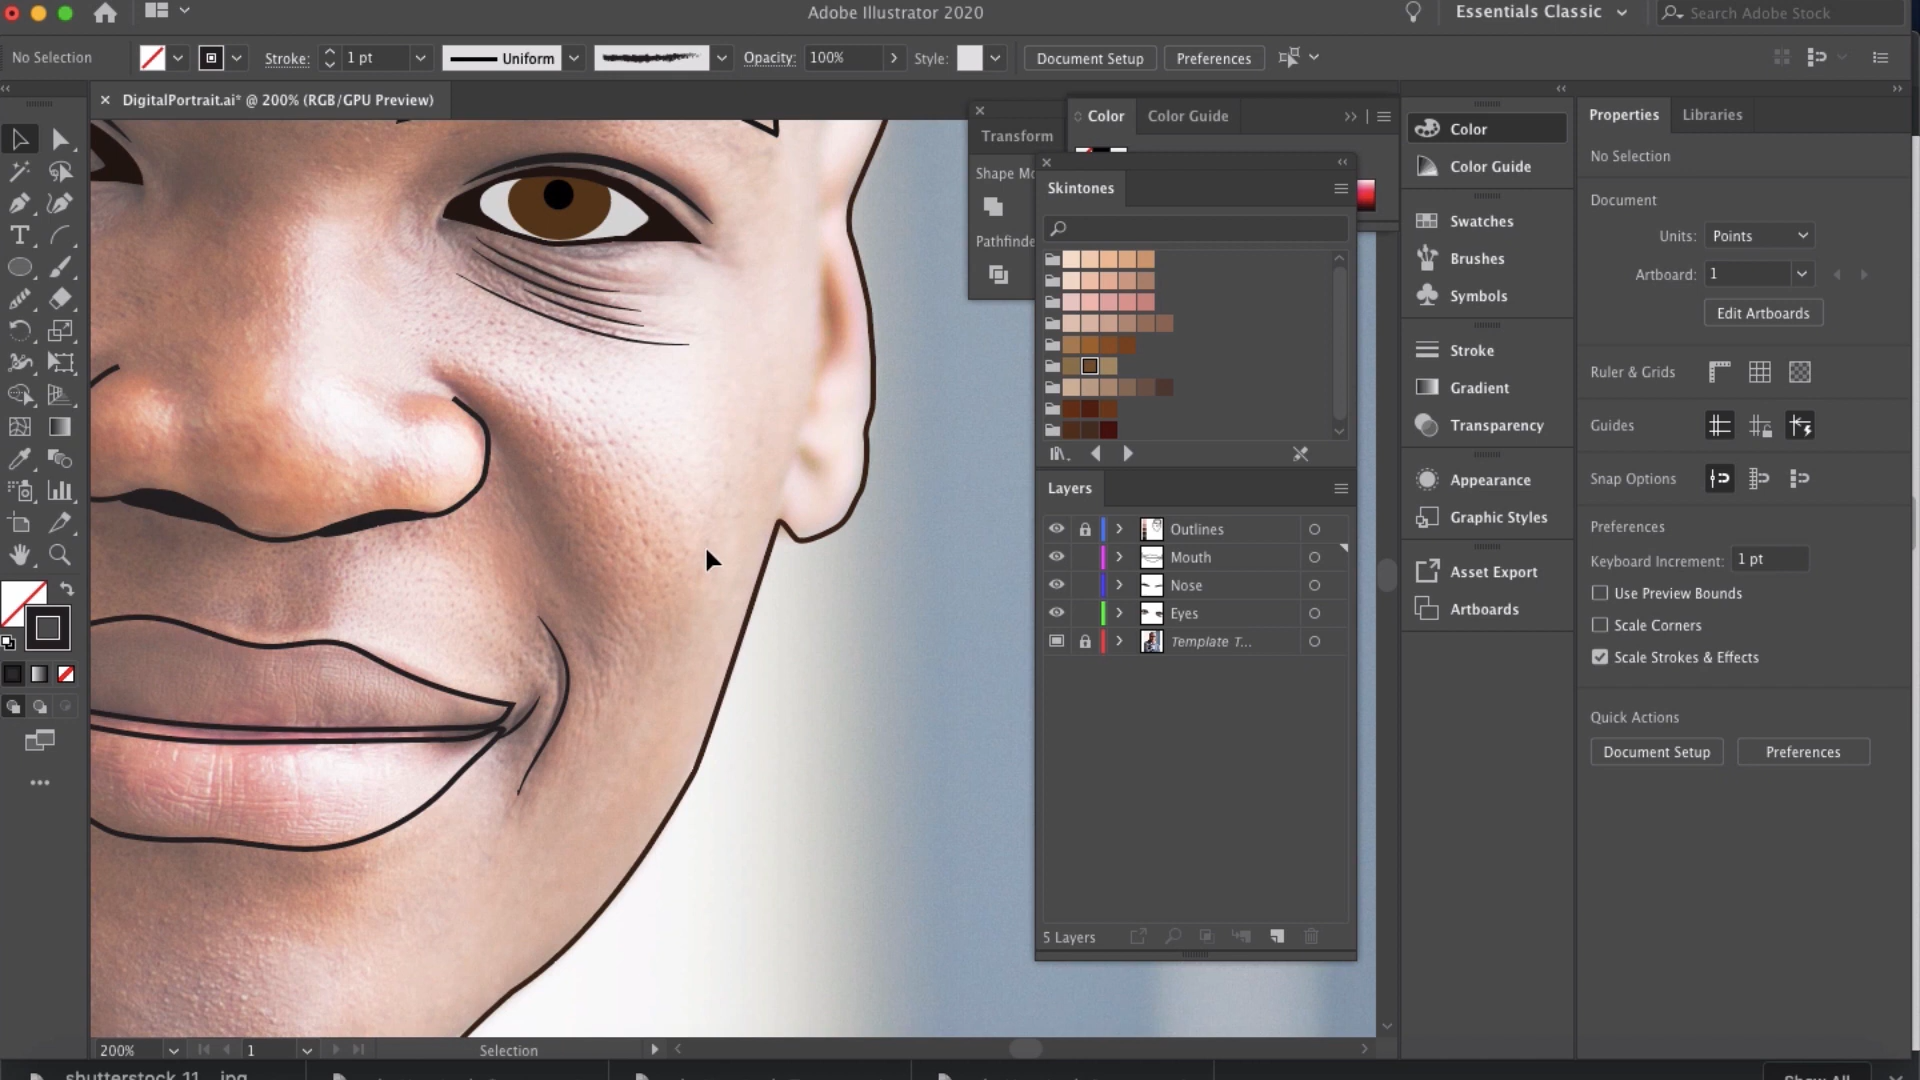 Adobe Illustrator 2020
Essentials Classic
Search Adobe Stock
No Selection
Stroke:
1 pt
Uniform
Opacity:
100%
Style:
Document Setup
Preferences
DigitalPortrait.ai* @ 200% (RGB/GPU Preview)
Transform
Shape Mo
Pathfinde
Color
Color Guide
Skintones
Layers
Outlines
Mouth
Nose
Eyes
Template T...
5 Layers
Color
Color Guide
Swatches
Brushes
Symbols
Stroke
Gradient
Transparency
Appearance
Graphic Styles
Asset Export
Artboards
Properties
Libraries
No Selection
Document
Units:
Points
Artboard:
1
Edit Artboards
Ruler & Grids
Guides
Snap Options
Preferences
Keyboard Increment:
1 pt
Use Preview Bounds
Scale Corners
Scale Strokes & Effects
Quick Actions
Document Setup
Preferences
200%
1
Selection
shutterstock_11....jpg
Show All